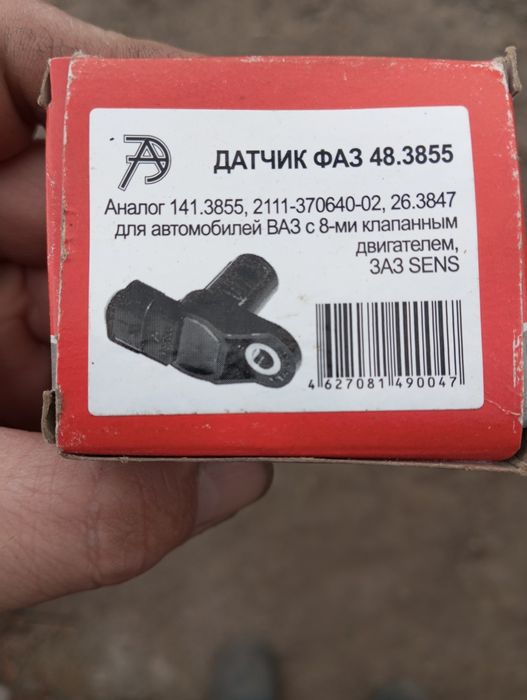 ДАТЧИК ФАЗ 48.3855
Аналог 141.3855, 2111-370640-02, 26.3847
для автомобилей ВАЗ с 8-ми клапанным
двигателем,
ЗАЗ SENS
4 627081 490047